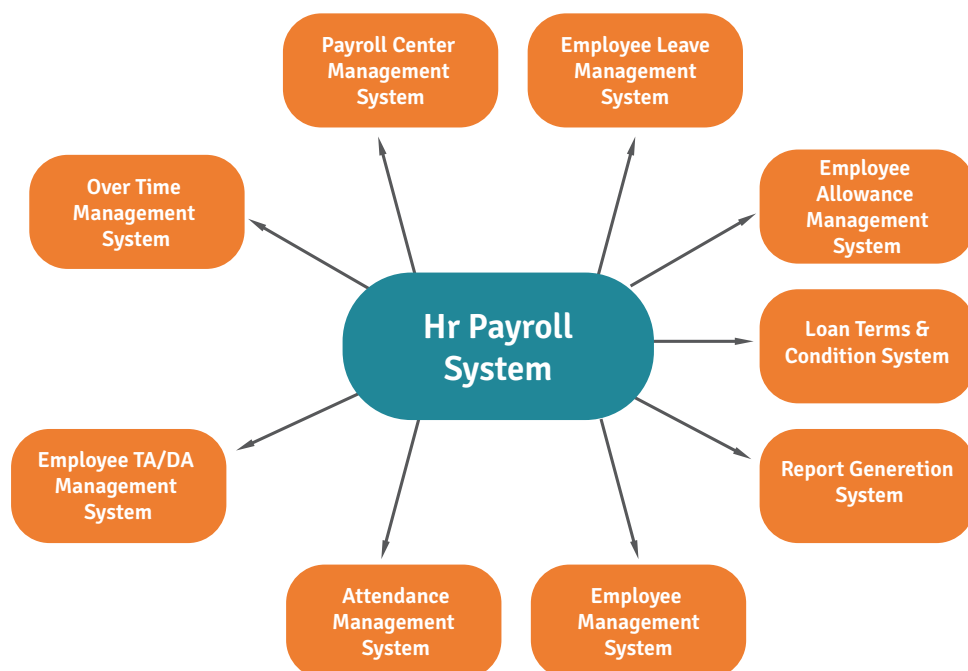 Payroll Center
Management
System
Employee Leave
Management
System
Over Time
Management
System
Employee
Allowance
Management
System
Hr Payroll
System
Loan Terms &
Condition System
Employee TA/DA
Management
System
Report Generetion
System
Attendance
Management
System
Employee
Management
System